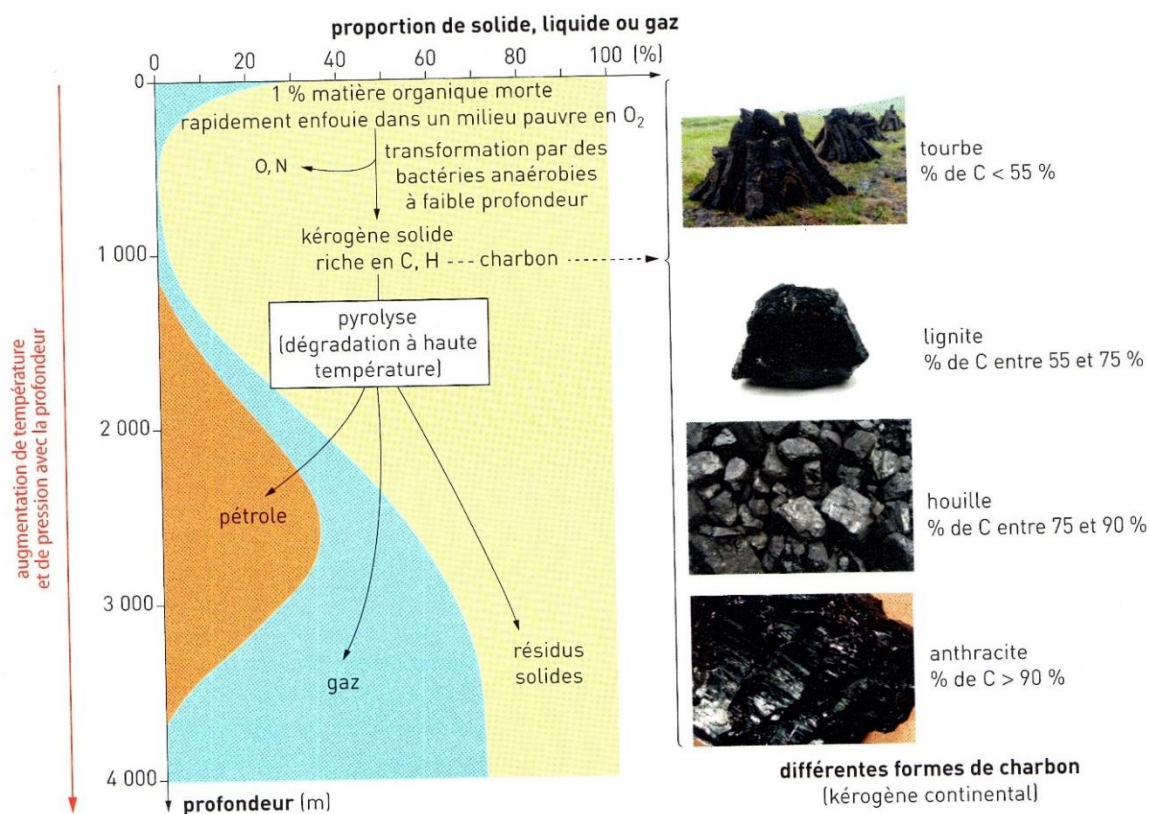 proportion de solide, liquide ou gaz
0 20 40 60 80 100 (%)
0
1 % matière organique morte
rapidement enfouie dans un milieu pauvre en O₂
O, N
transformation par des
bactéries anaérobies
à faible profondeur
kérogène solide
riche en C, H --- charbon
1 000
pyrolyse
(dégradation à haute
température)
2 000
pétrole
3 000
gaz
résidus
solides
4 000
profondeur (m)
augmentation de température
et de pression avec la profondeur
tourbe
% de C < 55 %
lignite
% de C entre 55 et 75 %
houille
% de C entre 75 et 90 %
anthracite
% de C > 90 %
différentes formes de charbon
(kérogène continental)